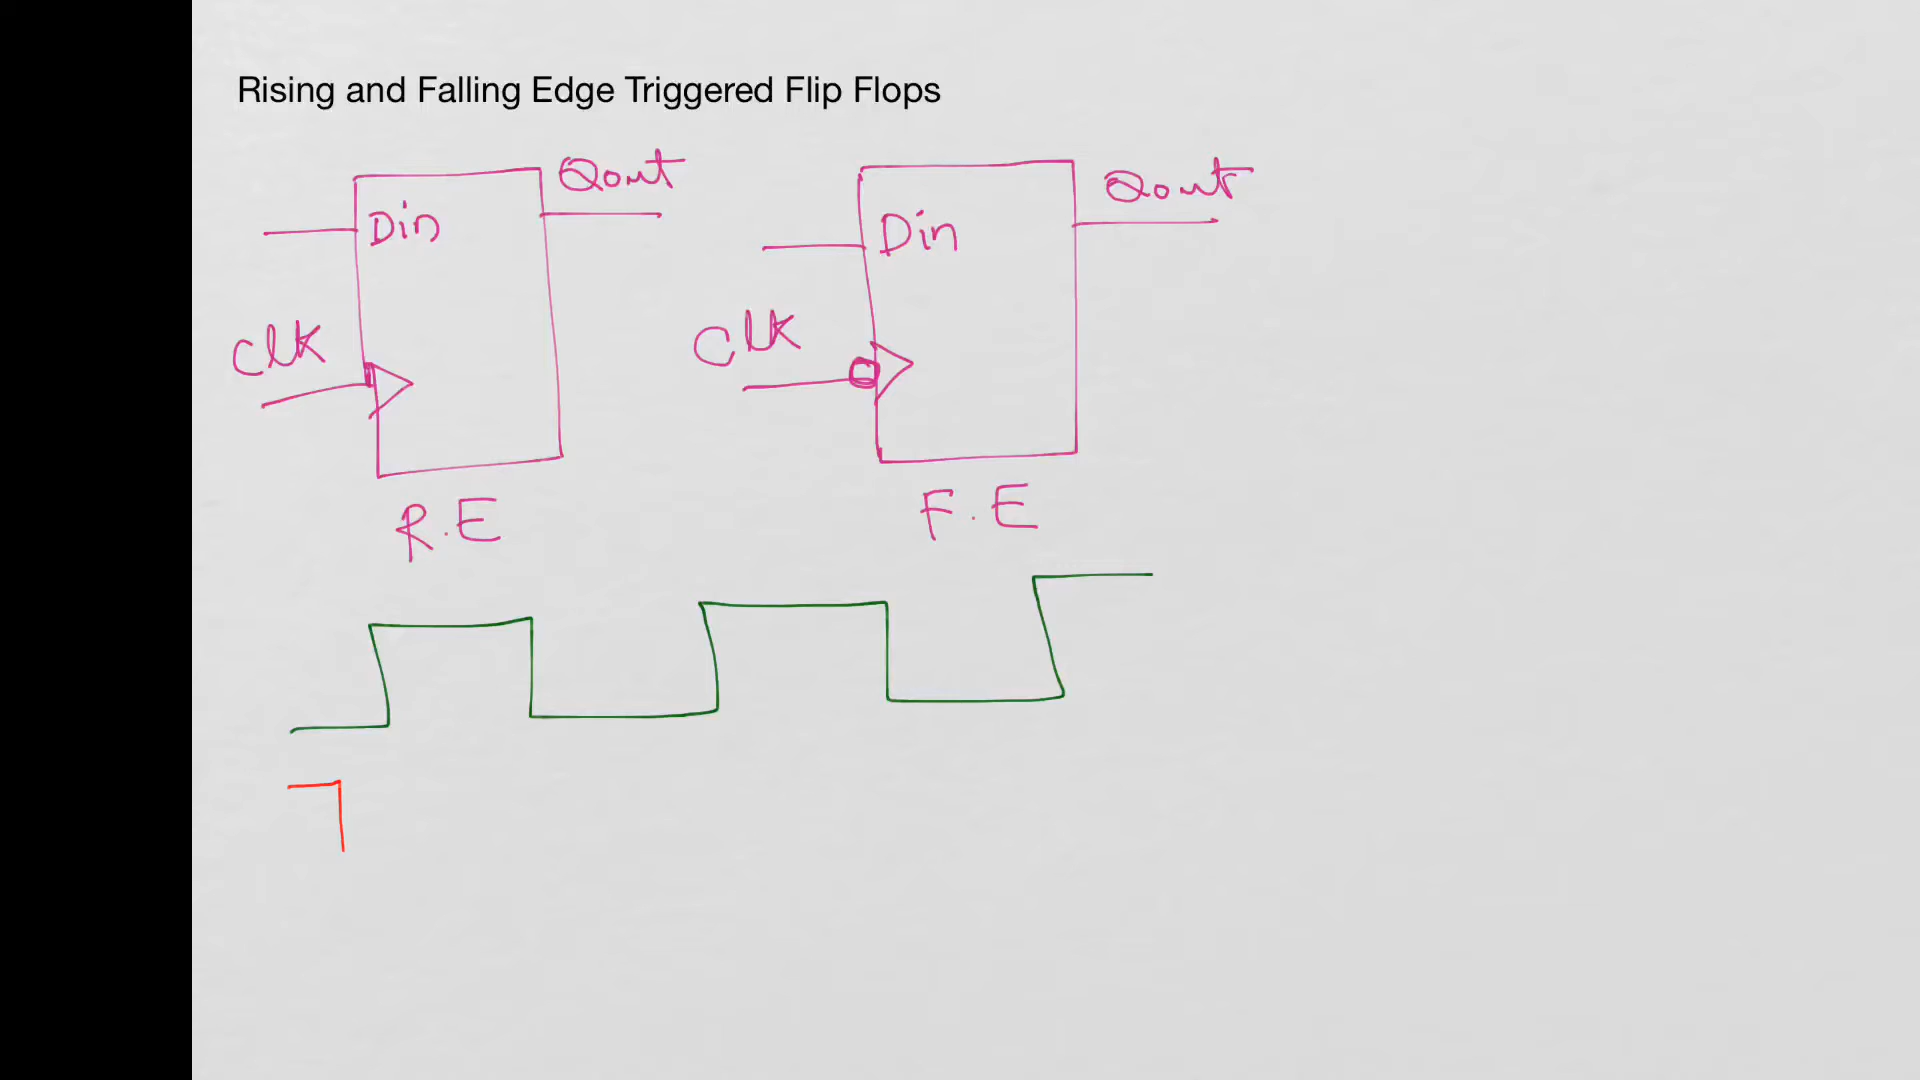 Rising and Falling Edge Triggered Flip Flops
Qout
Qout
Din
Din
Clk
Clk
R.E
F.E